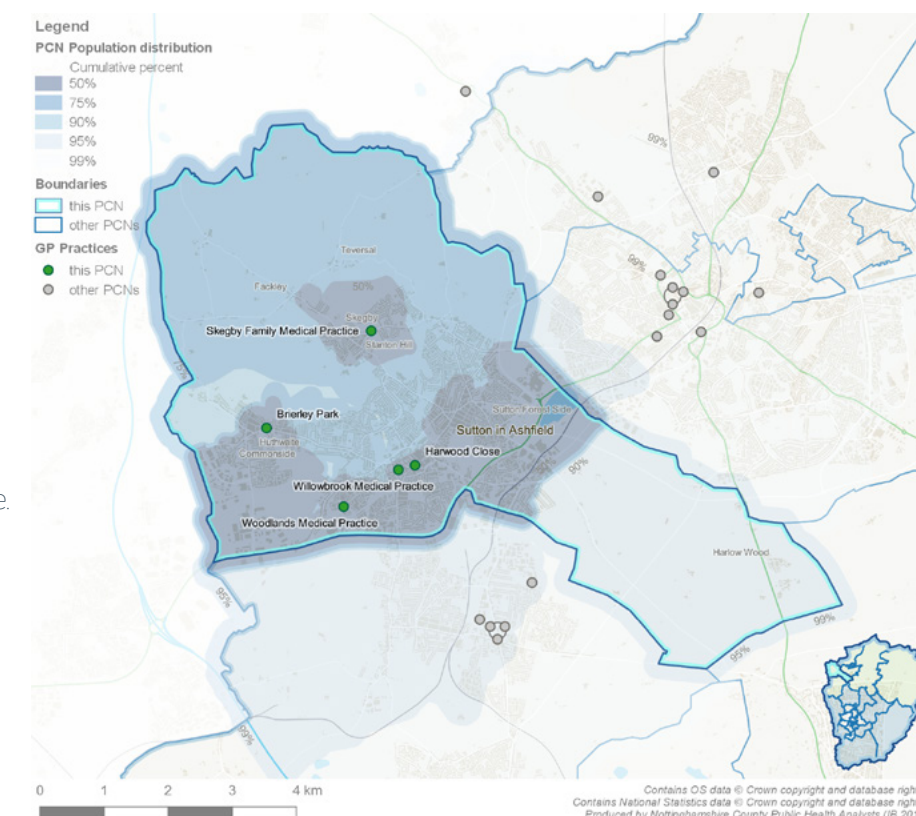 Legend
PCN Population distribution
Cumulative percent
50%
75%
90%
95%
99%
Boundaries
this PCN
other PCNs
GP Practices
this PCN
other PCNs
99%
Teversal
Fackley
50%
99%
Skegby
Skegby Family Medical Practice
Stanton Hill
75%
Brierley Park
Sutton Forest Side
Sutton in Ashfield
Huthwaite
Commonside
Harwood Close
90%
Willowbrook Medical Practice
e.
Woodlands Medical Practice
Harlow Wood
95%
99%
95%
99%
0 1 2 3 4 km
Contains OS data © Crown copyright and database righ
Contains National Statistics data © Crown copyright and database righ
Produced by Nottinghamshire County Public Health Analysts (JB 20